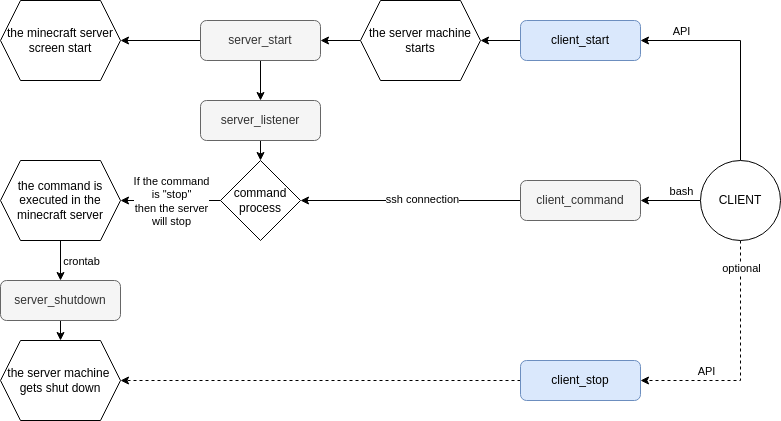 the minecraft server
screen start
server_start
the server machine
starts
client_start
API
server_listener
the command is
executed in the
minecraft server
If the command
is "stop"
then the server
will stop
command
process
ssh connection
client_command
bash
CLIENT
crontab
optional
server_shutdown
the server machine
gets shut down
client_stop
API